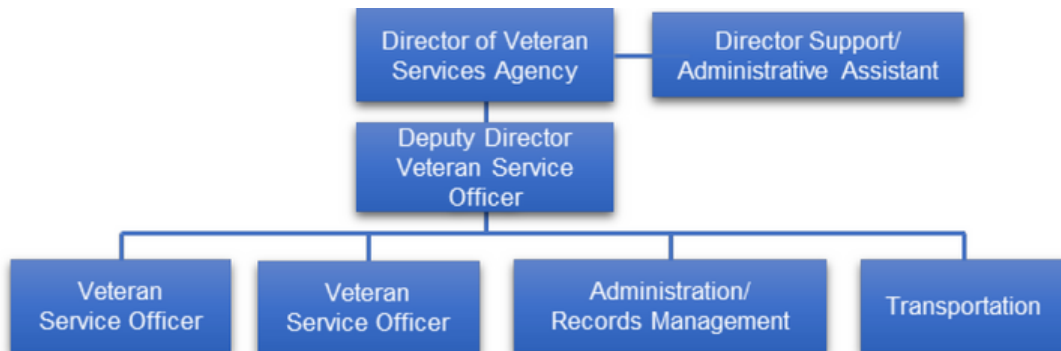 Director of Veteran
Services Agency
Director Support/
Administrative Assistant
Deputy Director
Veteran Service
Officer
Veteran
Service Officer
Veteran
Service Officer
Administration/
Records Management
Transportation